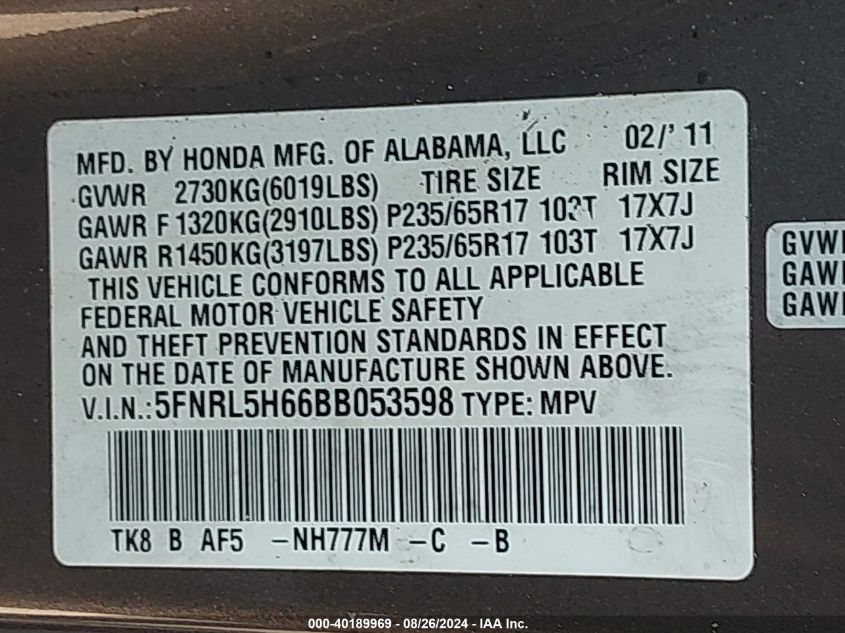 MFD. BY HONDA MFG. OF ALABAMA, LLC 02/' 11
GVWR 2730KG(6019LBS) TIRE SIZE RIM SIZE
GAWR F 1320KG(2910LBS) P235/65R17 103T 17X7J
GAWR R1450KG(3197LBS) P235/65R17 103T 17X7J
THIS VEHICLE CONFORMS TO ALL APPLICABLE
FEDERAL MOTOR VEHICLE SAFETY
AND THEFT PREVENTION STANDARDS IN EFFECT
ON THE DATE OF MANUFACTURE SHOWN ABOVE.
V.I.N.:5FNRL5H66BB053598 TYPE: MPV
TK8 B AF5 -NH777M -C -B
GAW
GAW
000-40189969 - 08/26/2024 - IAAI, Inc.